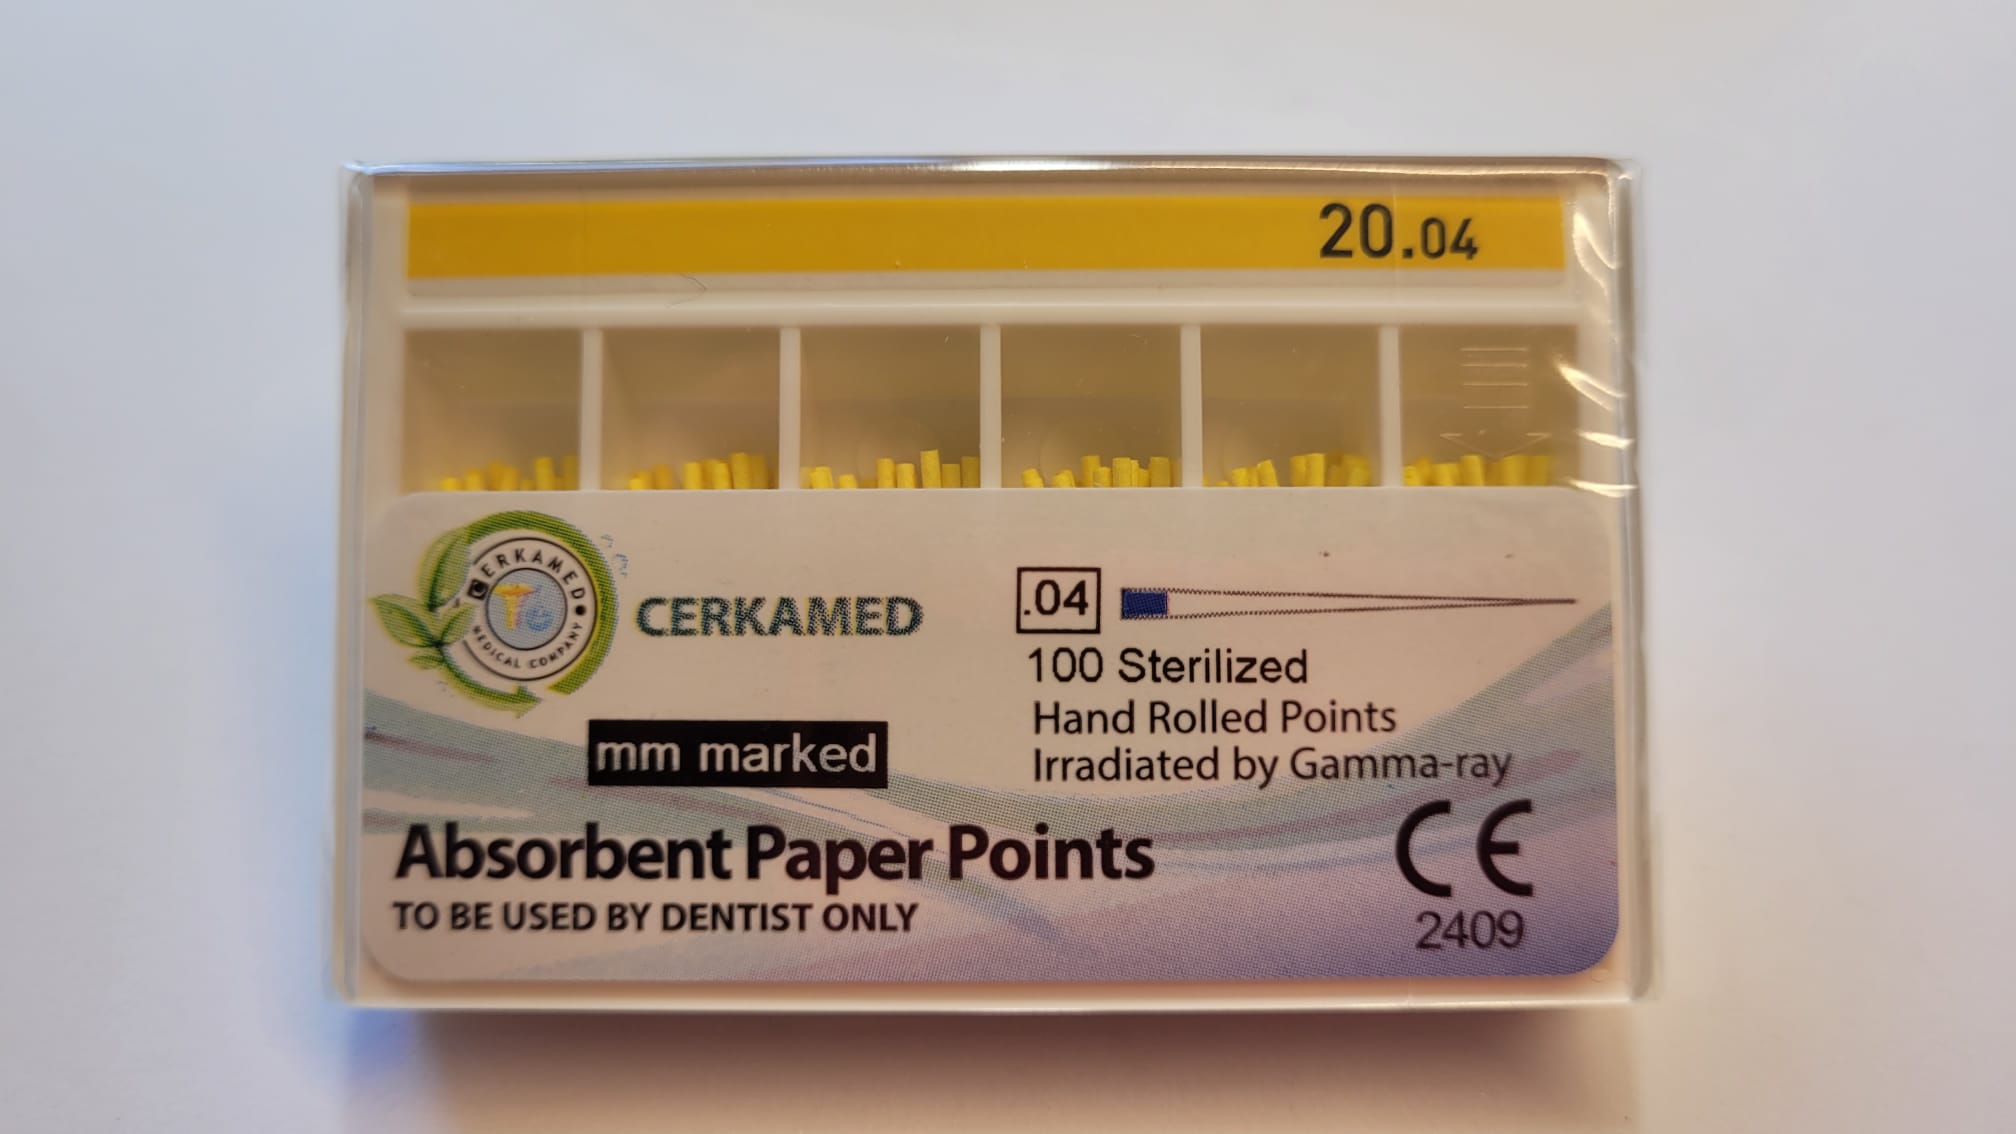 20.04
CERKAMED
MEDICAL COMPANY
CERKAMED
.04
100 Sterilized
Hand Rolled Points
Irradiated by Gamma-ray
mm marked
Absorbent Paper Points
TO BE USED BY DENTIST ONLY
CE
2409